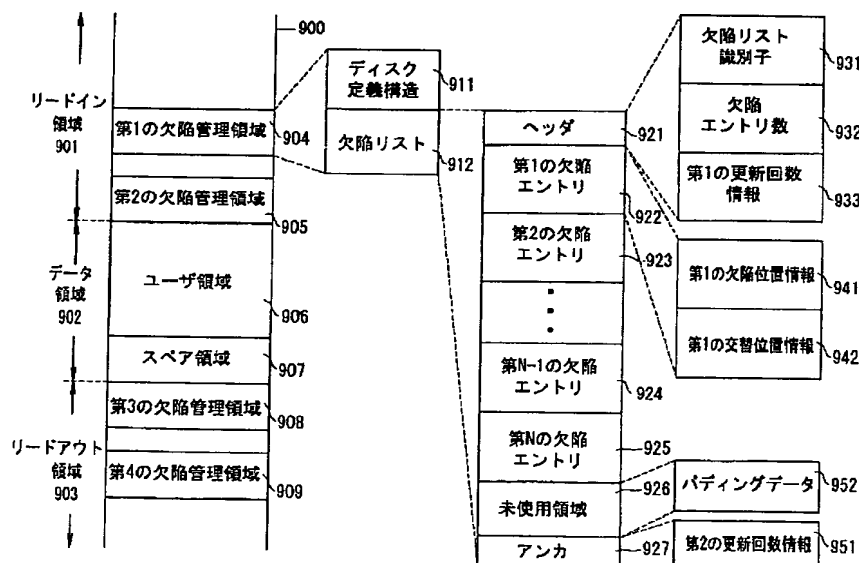 900
リードイン
領域
901
第1の欠陥管理領域
904
第2の欠陥管理領域
905
データ
領域
902
ユーザ領域
906
スペア領域
907
第3の欠陥管理領域
908
リードアウト
領域
903
第4の欠陥管理領域
909
ディスク
定義構造
911
欠陥リスト
912
ヘッダ
921
第1の欠陥
エントリ
922
第2の欠陥
エントリ
923
第N-1の欠陥
エントリ
924
第Nの欠陥
エントリ
925
未使用領域
926
アンカ
927
欠陥リスト
識別子
931
欠陥
エントリ数
932
第1の更新回数
情報
933
第1の欠陥位置情報
941
第1の交替位置情報
942
パディングデータ
952
第2の更新回数情報
951